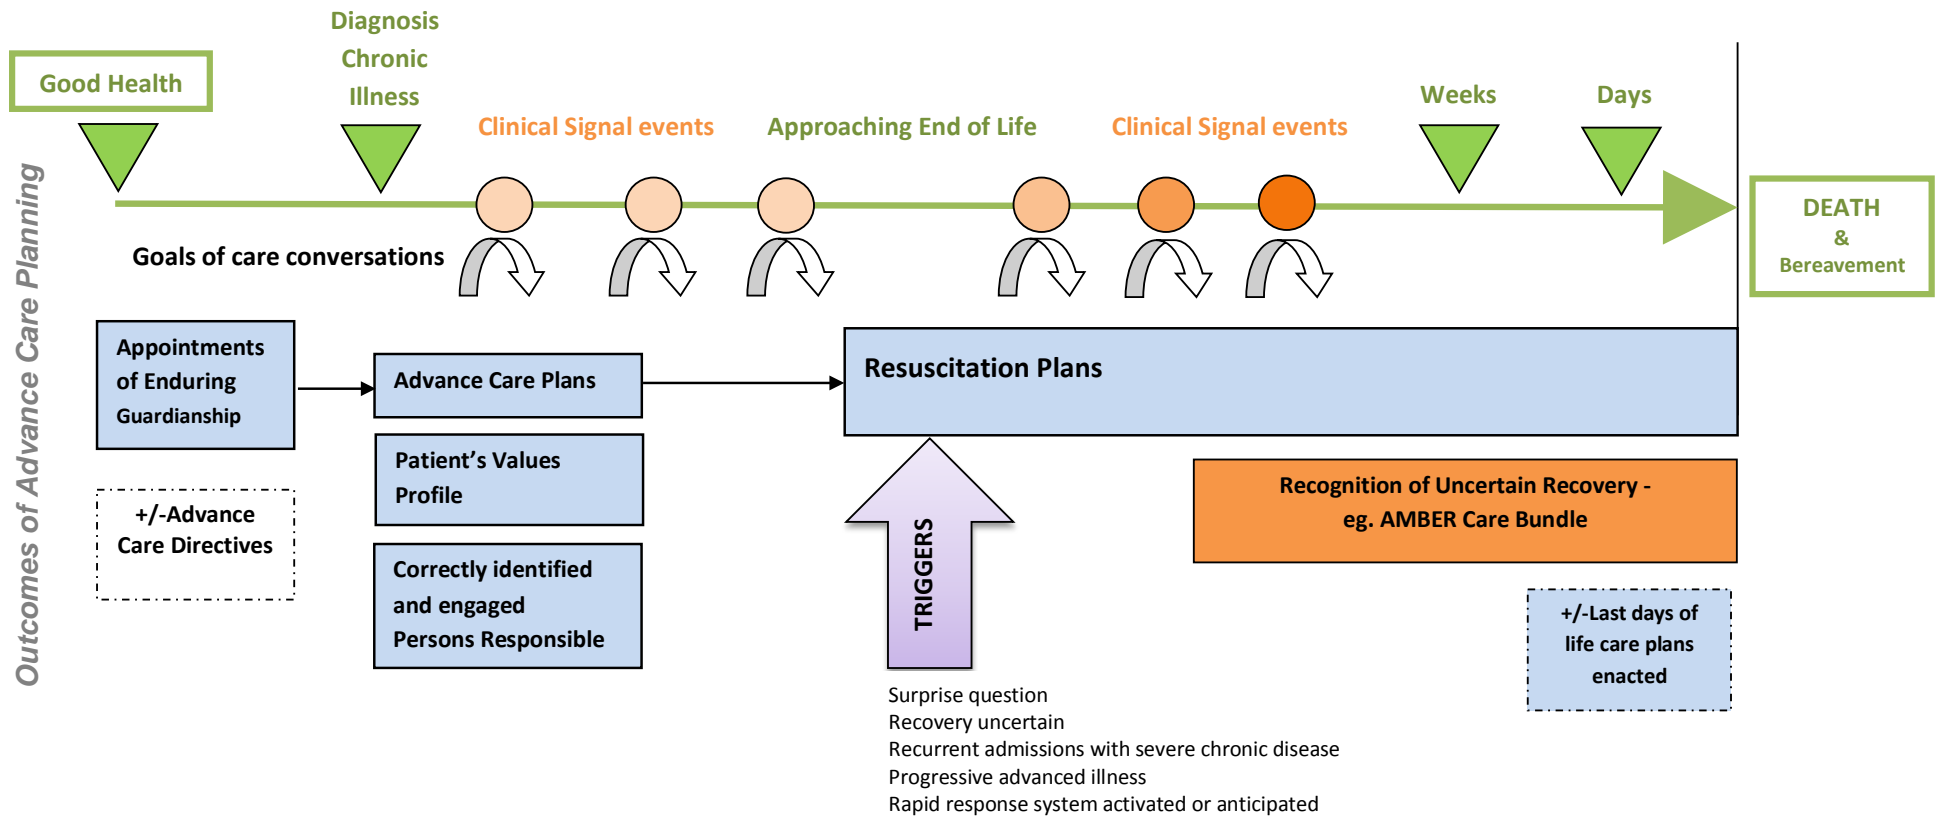 Diagnosis
Chronic
Illness
Good Health
Clinical Signal events
Approaching End of Life
Clinical Signal events
Weeks
Days
DEATH
&
Bereavement
Goals of care conversations
Outcomes of Advance Care Planning
Appointments
of Enduring
Guardianship
Advance Care Plans
Resuscitation Plans
Patient’s Values
Profile
+/-Advance
Care Directives
Correctly identified
and engaged
Persons Responsible
TRIGGERS
Recognition of Uncertain Recovery -
eg. AMBER Care Bundle
+/-Last days of
life care plans
enacted
Surprise question
Recovery uncertain
Recurrent admissions with severe chronic disease
Progressive advanced illness
Rapid response system activated or anticipated